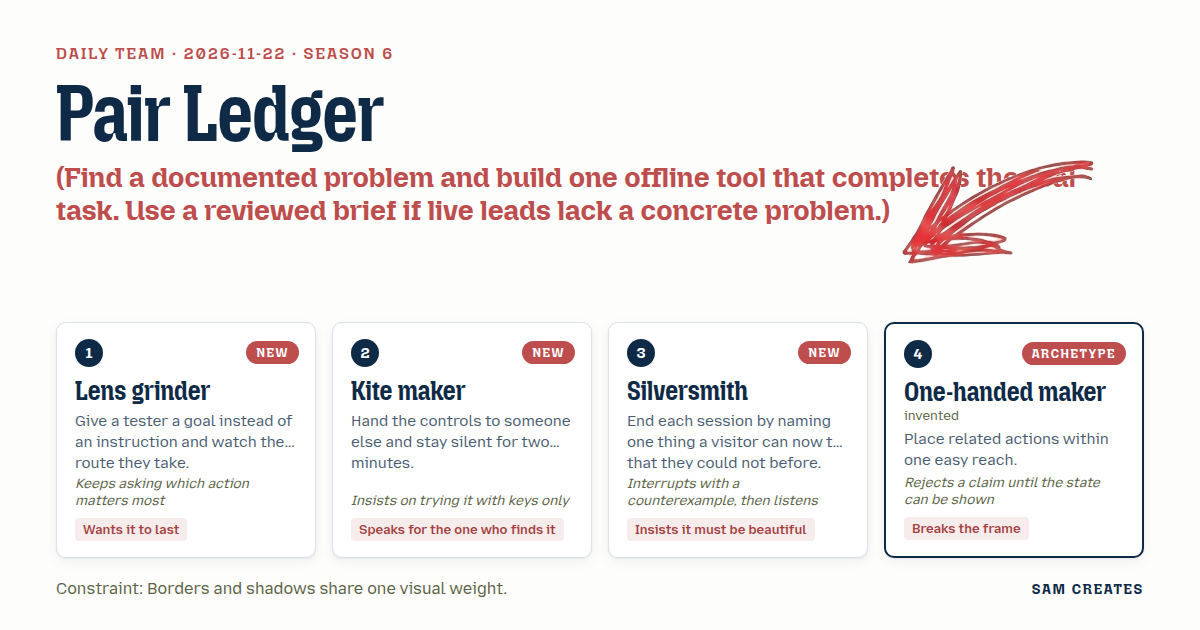 DAILY TEAM · 2026-11-22 · SEASON 6
Pair Ledger
(Find a documented problem and build one offline tool that completes
task. Use a reviewed brief if live leads lack a concrete problem.)
1
NEW
Lens grinder
Give a tester a goal instead of
an instruction and watch the…
route they take.
Keeps asking which action
matters most
Wants it to last
2
NEW
Kite maker
Hand the controls to someone
else and stay silent for two…
minutes.
Insists on trying it with keys only
Speaks for the one who finds it
3
NEW
Silversmith
End each session by naming
one thing a visitor can now t…
that they could not before.
Interrupts with a
counterexample, then listens
Insists it must be beautiful
4
ARCHETYPE
One-handed maker
invented
Place related actions within
one easy reach.
Rejects a claim until the state
can be shown
Breaks the frame
Constraint: Borders and shadows share one visual weight.
SAM CREATES